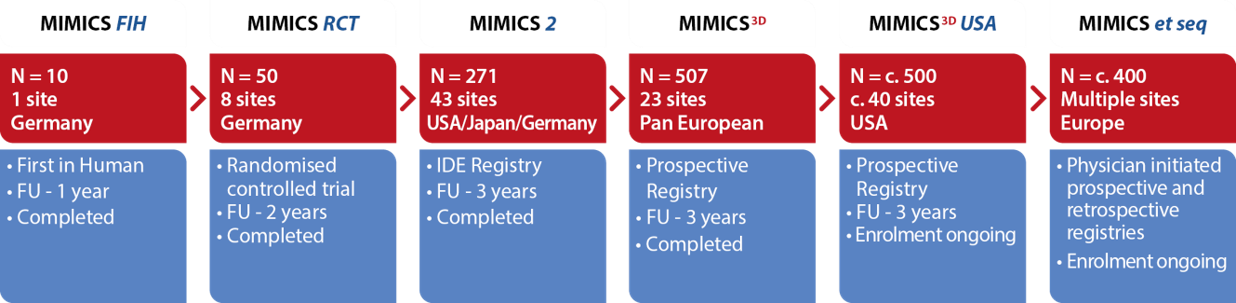 MIMICS FIH
N = 10
1 site
Germany
• First in Human
• FU - 1 year
• Completed
MIMICS RCT
N = 50
8 sites
Germany
• Randomised
controlled trial
• FU - 2 years
• Completed
MIMICS 2
N = 271
43 sites
USA/Japan/Germany
• IDE Registry
• FU - 3 years
• Completed
MIMICS3D
N = 507
23 sites
Pan European
• Prospective
Registry
• FU - 3 years
• Completed
MIMICS3D USA
N = c. 500
c. 40 sites
USA
• Prospective
Registry
• FU - 3 years
• Enrolment ongoing
MIMICS et seq
N = c. 400
Multiple sites
Europe
• Physician initiated
prospective and
retrospective
registries
• Enrolment ongoing